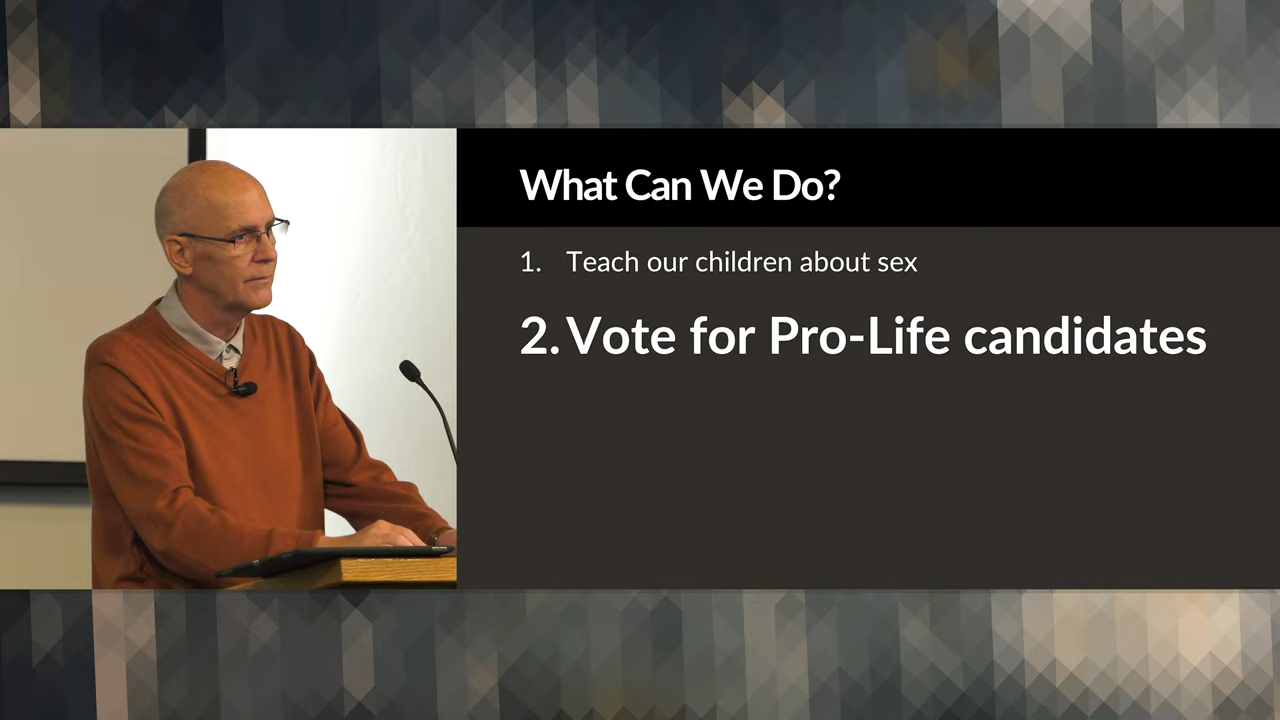 What Can We Do?
1. Teach our children about sex
2. Vote for Pro-Life candidates